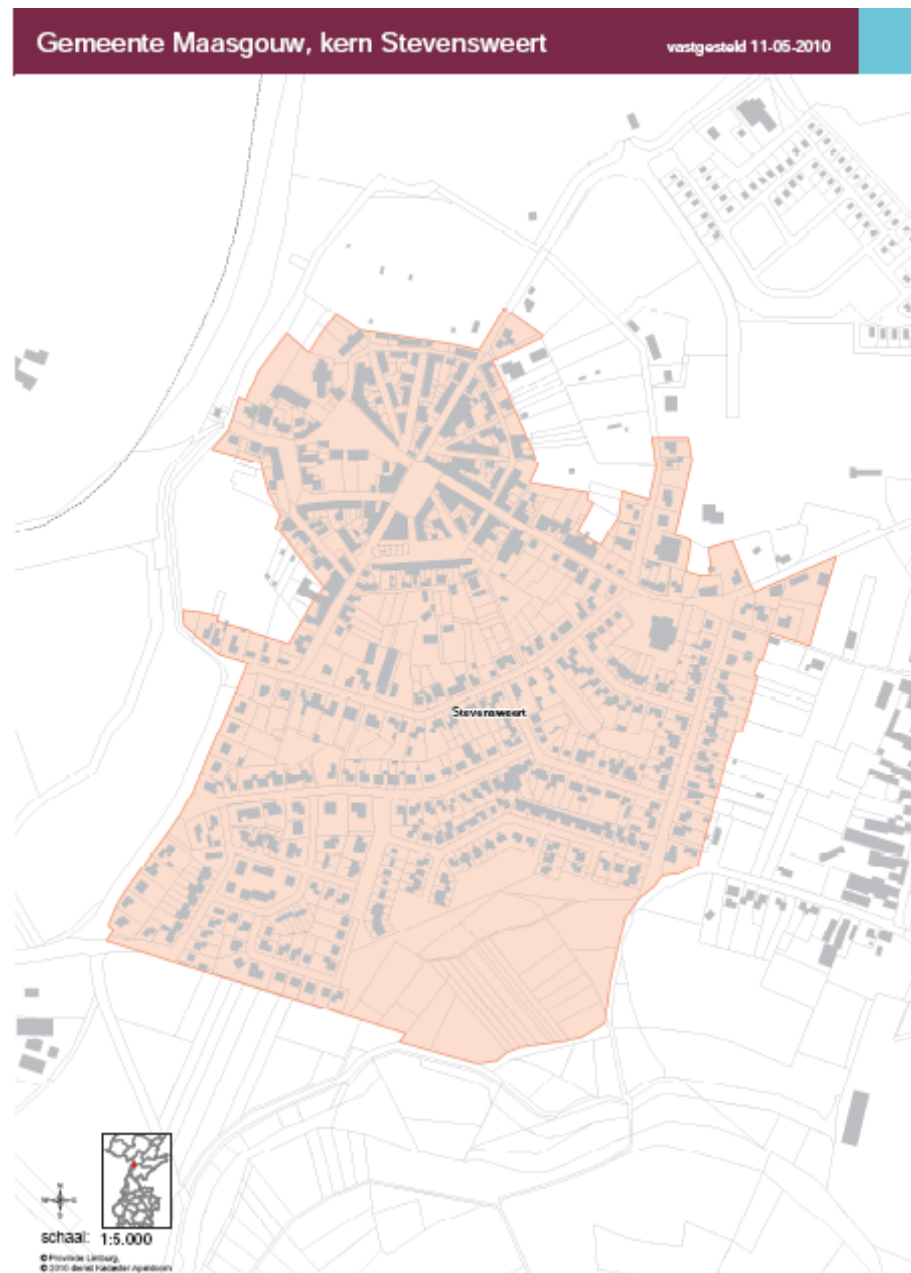 Gemeente Maasgouw, kern Stevensweert
vastgesteld 11-05-2010
Stevensweert
schaal: 1:5.000
© Provincie Limburg,
© 2010 dienst Kadaster Apeldoorn